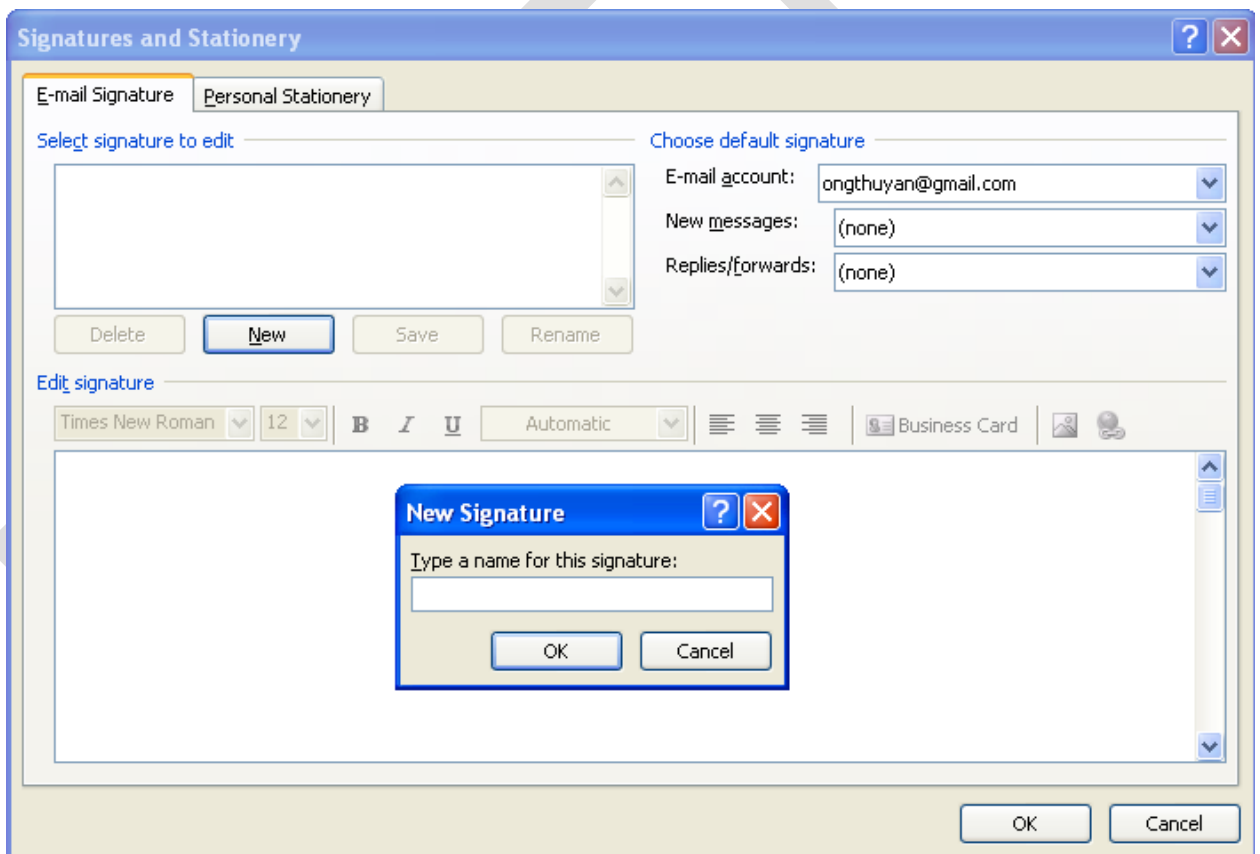 Signatures and Stationery
E-mail Signature Personal Stationery
Select signature to edit
Choose default signature
E-mail account: ongthuyan@gmail.com
New messages: (none)
Replies/forwards: (none)
Delete New Save Rename
Edit signature
Times New Roman 12 B I U Automatic Business Card
New Signature
Type a name for this signature:
OK Cancel
OK Cancel